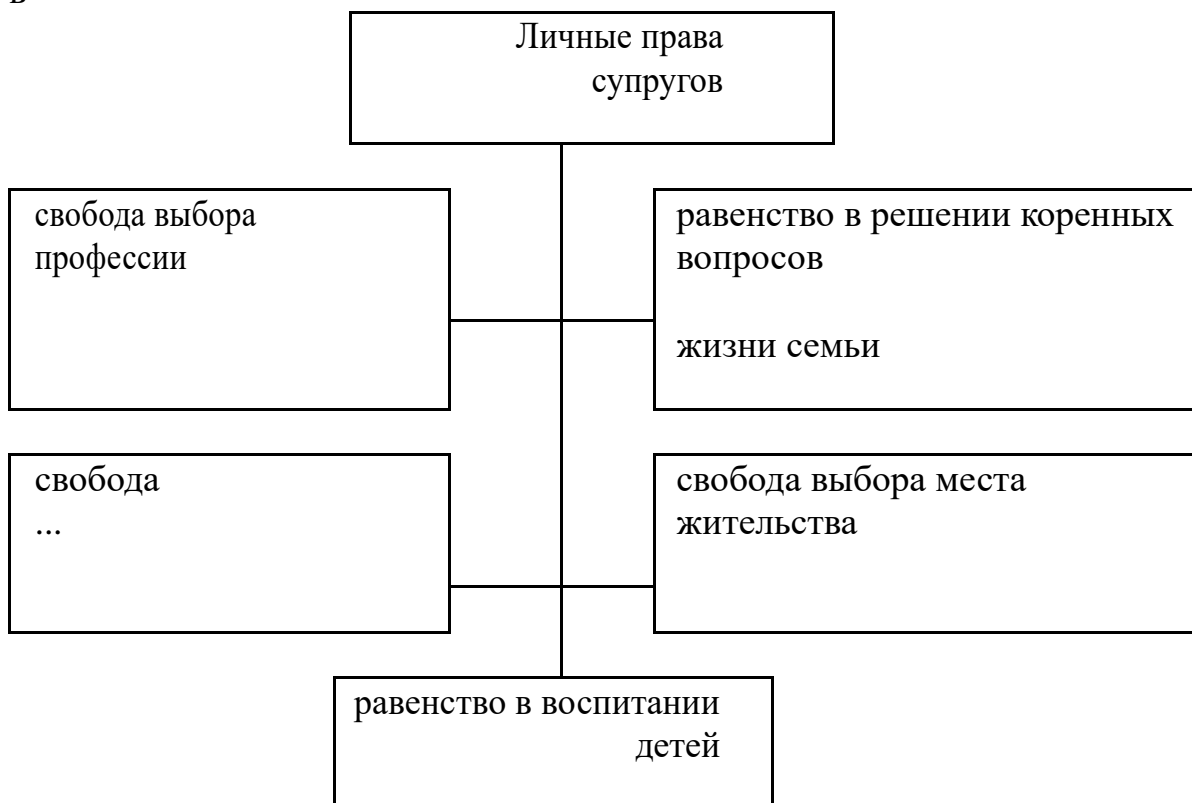 Личные права
супругов
свобода выбора
профессии
равенство в решении коренных
вопросов
жизни семьи
свобода
...
свобода выбора места
жительства
равенство в воспитании
детей